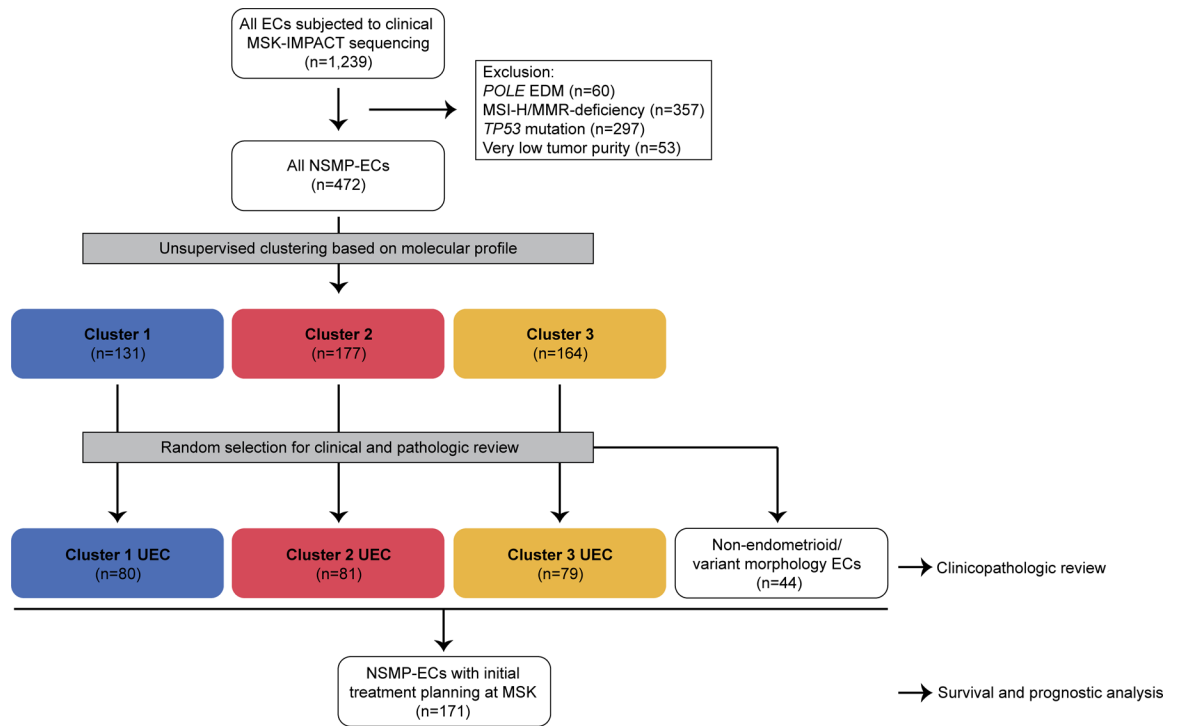 All ECs subjected to clinical
MSK-IMPACT sequencing
(n=1,239)
Exclusion:
POLE EDM (n=60)
MSI-H/MMR-deficiency (n=357)
TP53 mutation (n=297)
Very low tumor purity (n=53)
All NSMP-ECs
(n=472)
Unsupervised clustering based on molecular profile
Cluster 1
(n=131)
Cluster 2
(n=177)
Cluster 3
(n=164)
Random selection for clinical and pathologic review
Cluster 1 UEC
(n=80)
Cluster 2 UEC
(n=81)
Cluster 3 UEC
(n=79)
Non-endometrioid/
variant morphology ECs
(n=44)
Clinicopathologic review
NSMP-ECs with initial
treatment planning at MSK
(n=171)
Survival and prognostic analysis